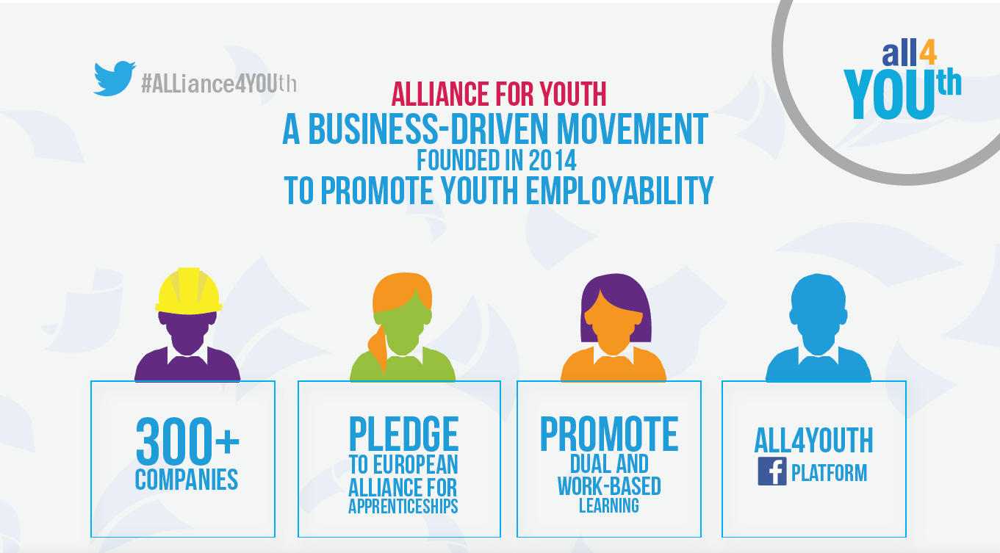 #ALLiance4YOUth
all4
YOUth
ALLIANCE FOR YOUTH
A BUSINESS-DRIVEN MOVEMENT
FOUNDED IN 2014
TO PROMOTE YOUTH EMPLOYABILITY
300+
COMPANIES
PLEDGE
TO EUROPEAN
ALLIANCE FOR
APPRENTICESHIPS
PROMOTE
DUAL AND
WORK-BASED
LEARNING
ALL4YOUTH
f PLATFORM